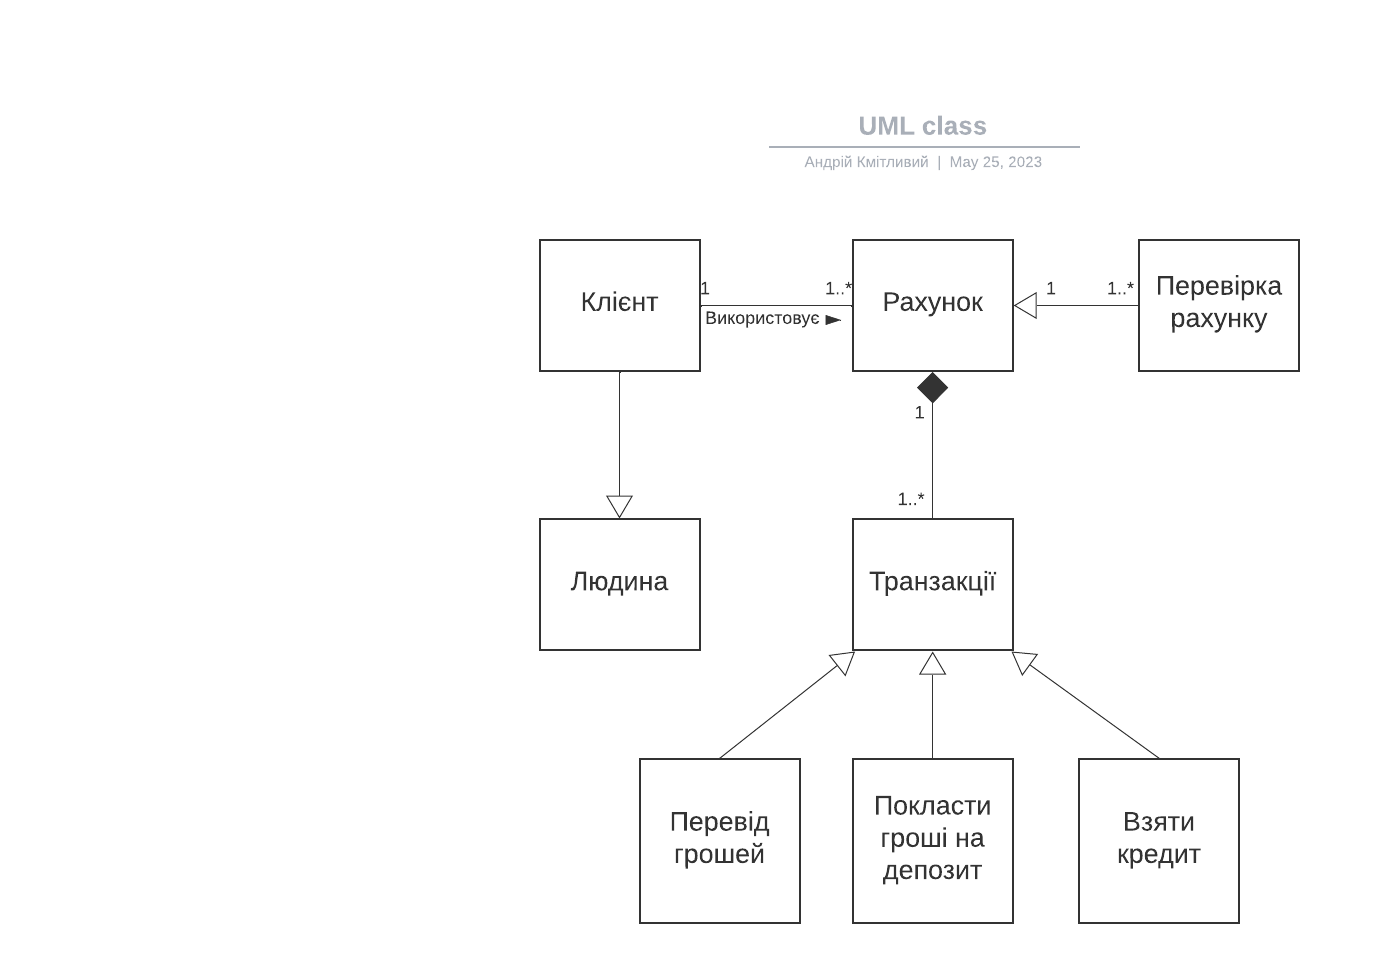 UML class
Андрій Кмітливий | May 25, 2023
Клієнт
1
1..*
Використовує
Рахунок
1
1..*
Перевірка
рахунку
1
1..*
Людина
Транзакції
Перевід
грошей
Покласти
гроші на
депозит
Взяти
кредит